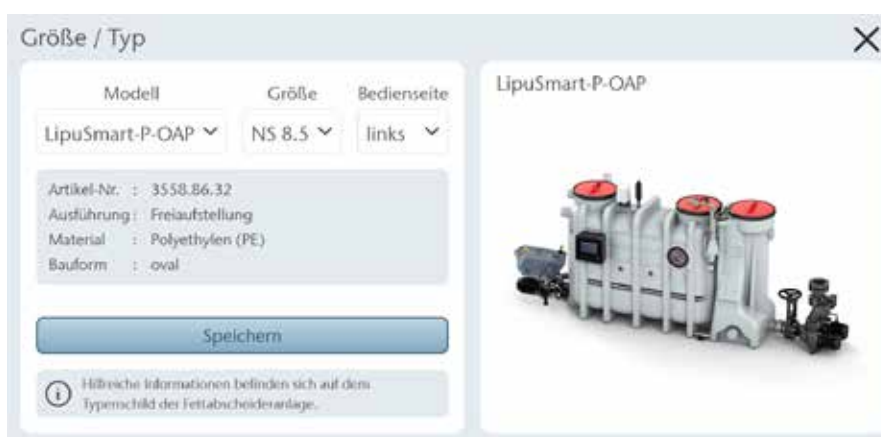 Größe / Typ
Modell Größe Bedienseite
LipuSmart-P-OAP NS 8.5 links
Artikel-Nr. : 3558.86.32
Ausführung : Freiaufstellung
Material : Polyethylen (PE)
Bauform : oval
Speichern
Hilfreiche Informationen befinden sich auf dem
Typenschild der Fettabscheideranlage.
LipuSmart-P-OAP